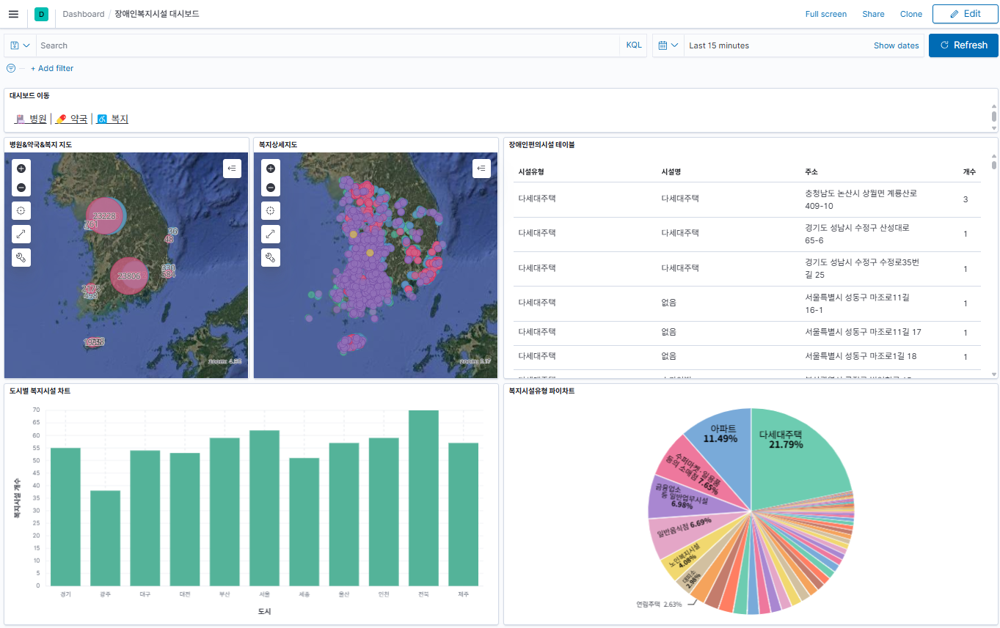 D Dashboard / 장애인복지시설 대시보드 Full screen Share Clone Edit
Search KQL Last 15 minutes Show dates Refresh
+ Add filter
대시보드 이동
병원 | 약국 | 복지
병원&약국&복지 지도
23228
30
48
330
584
23806
2175
298
복지상세지도
장애인편의시설 테이블
시설유형 시설명 주소 개수
다세대주택 다세대주택 충청남도 논산시 상월면 계룡산로 409-10 3
다세대주택 다세대주택 경기도 성남시 수정구 산성대로 65-6 1
다세대주택 다세대주택 경기도 성남시 수정구 수정로35번길 25 1
다세대주택 없음 서울특별시 성동구 마조로11길 16-1 1
다세대주택 없음 서울특별시 성동구 마조로11길 17 1
다세대주택 없음 서울특별시 성동구 마조로1길 18 1
도시별 복지시설 차트
70
65
60
55
50
45
40
35
30
25
20
15
10
5
0
복지시설 개수
경기 광주 대구 대전 부산 서울 세종 울산 인천 전북 제주
도시
복지시설유형 파이차트
아파트
11.49%
다세대주택
21.79%
수퍼마켓·일용품
등의 소매점 7.65%
금융업소
등 일반업무시설
6.98%
일반음식점 6.69%
노인복지시설
4.08%
대피소
2.98%
연립주택 2.63%